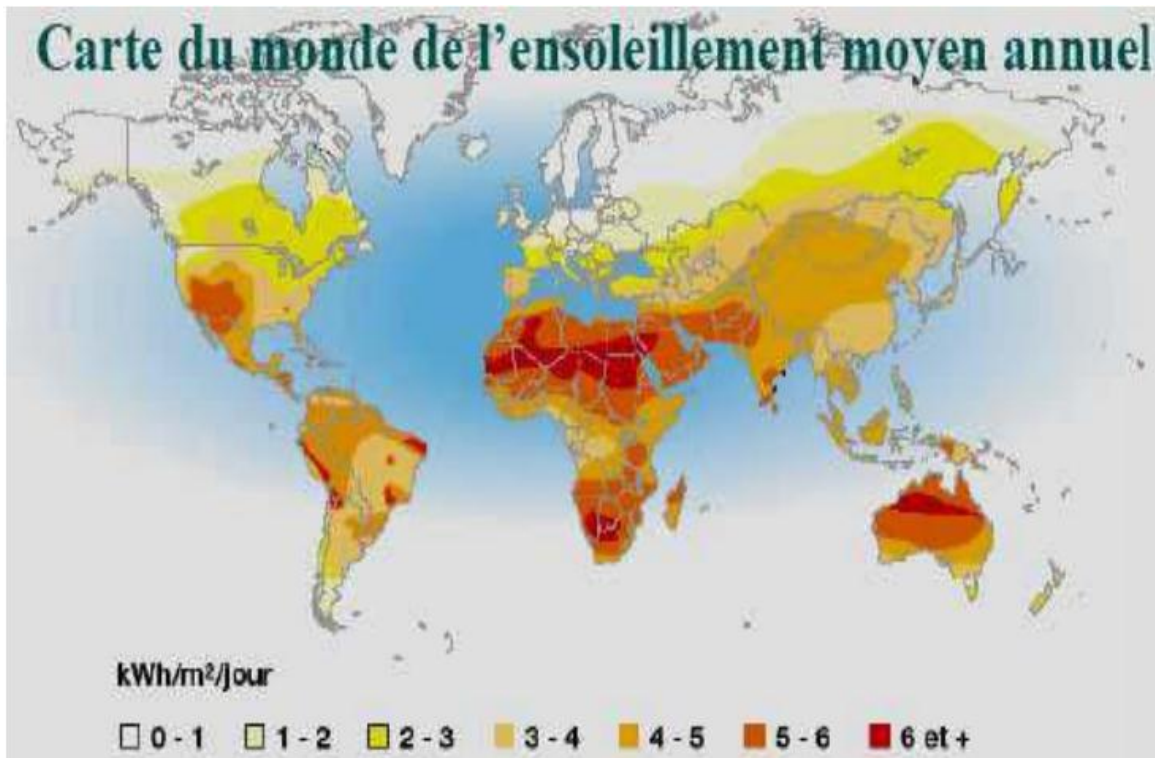 Carte du monde de l'ensoleillement moyen annuel
kWh/m²/jour
0 - 1 1 - 2 2 - 3 3 - 4 4 - 5 5 - 6 6 et +